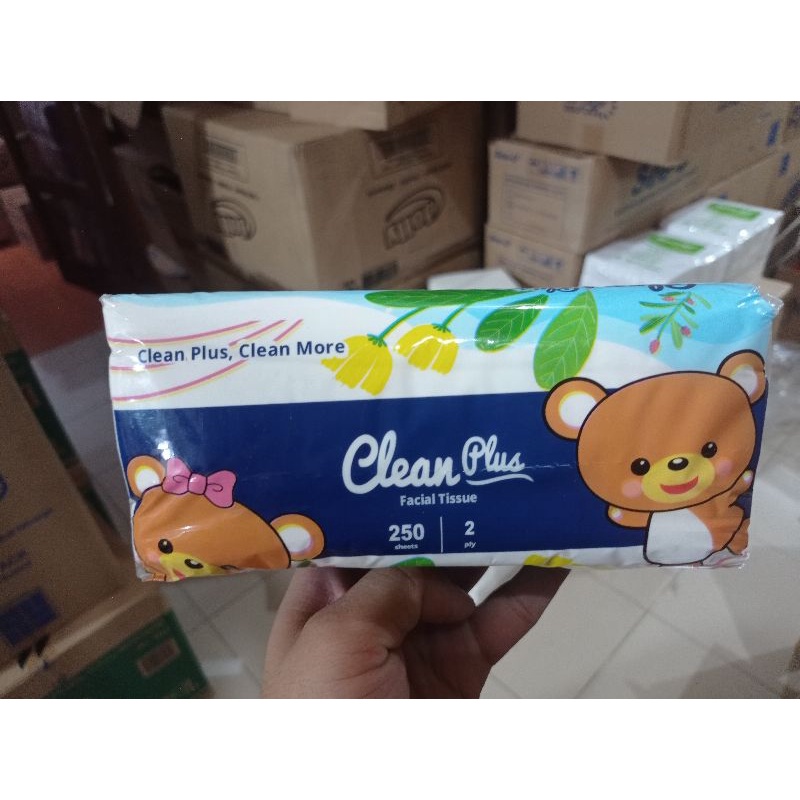 Clean Plus, Clean More
Clean Plus
Facial Tissue
250
sheets
2
ply